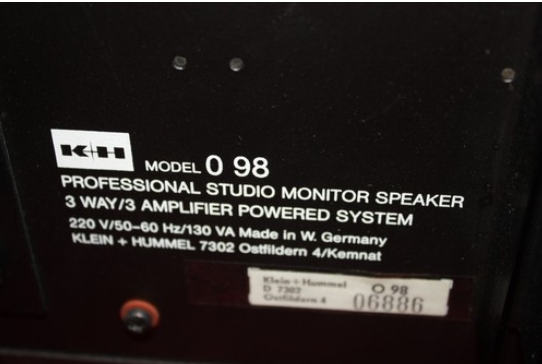 K+H MODEL O 98
PROFESSIONAL STUDIO MONITOR SPEAKER
3 WAY/3 AMPLIFIER POWERED SYSTEM
220 V/50-60 Hz/130 VA Made in W. Germany
KLEIN + HUMMEL 7302 Ostfildern 4/Kemnat
Klein + Hummel O 98
D 7302
Ostfildern 4 06886